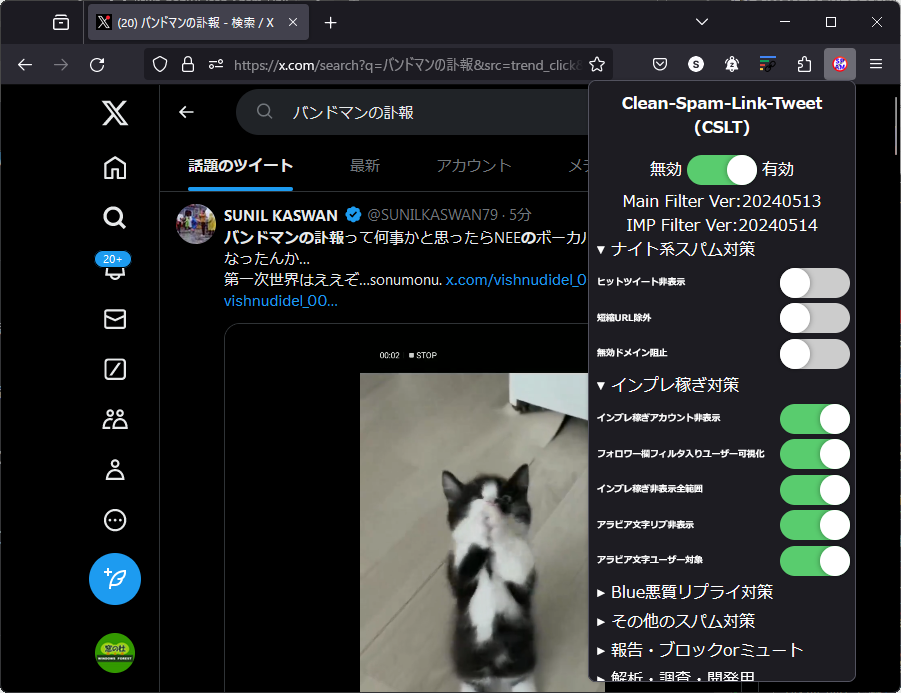 (20) バンドマンの訃報 - 検索 / X
https://x.com/search?q=バンドマンの訃報&src=trend_click&
バンドマンの訃報
話題のツイート
最新
アカウント
メデ
20+
SUNIL KASWAN @SUNILKASWAN79 · 5分
バンドマンの訃報って何事かと思ったらNEEのボーカル
なったんか...
第一次世界はええぞ...sonumonu. x.com/vishnudidel_0
vishnudidel_00...
00:02 ■ STOP
窓の杜
WINDOWS FOREST
Clean-Spam-Link-Tweet
(CSLT)
無効 有効
Main Filter Ver:20240513
IMP Filter Ver:20240514
▾ ナイト系スパム対策
ヒットツイート非表示
短縮URL除外
無効ドメイン阻止
▾ インプレ稼ぎ対策
インプレ稼ぎアカウント非表示
フォロワー欄フィルタ入りユーザー可視化
インプレ稼ぎ非表示全範囲
アラビア文字リプ非表示
アラビア文字ユーザー対象
▸ Blue悪質リプライ対策
▸ その他のスパム対策
▸ 報告・ブロックorミュート
▸ 解析・調査・開発用